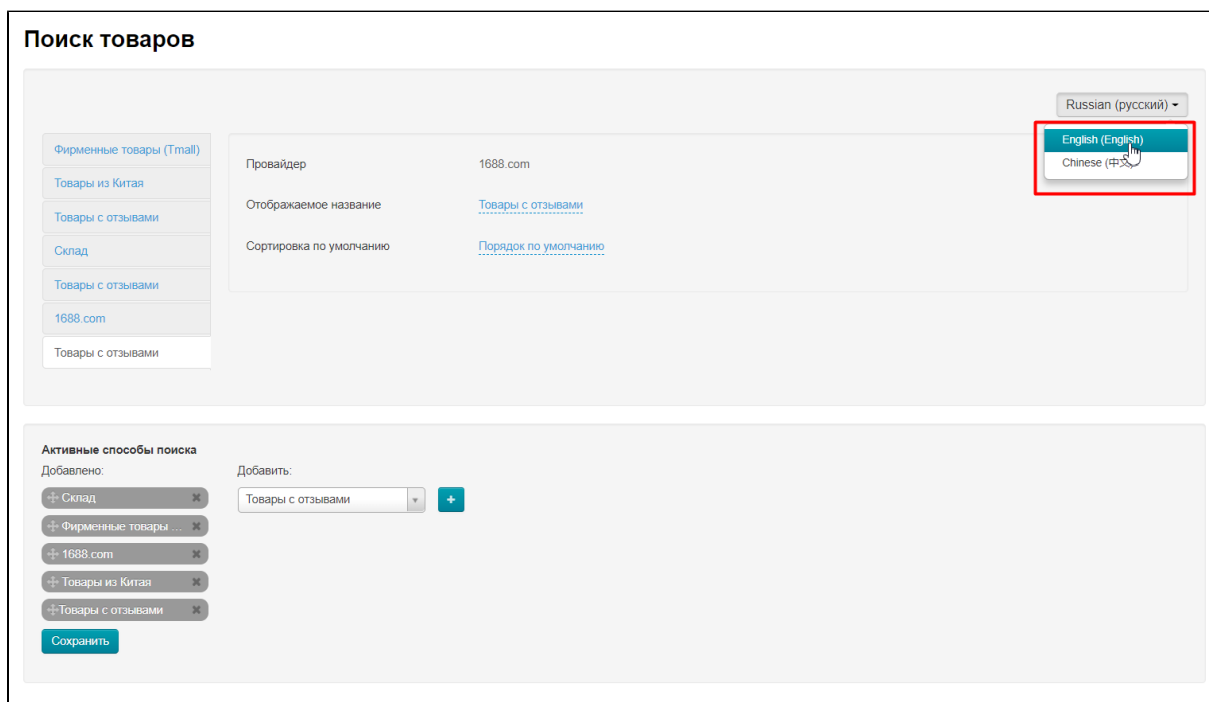 Поиск товаров
Russian (русский)
English (English)
Chinese (中文)
Фирменные товары (Tmall)
Товары из Китая
Товары с отзывами
Склад
Товары с отзывами
1688.com
Товары с отзывами
Провайдер 1688.com
Отображаемое название Товары с отзывами
Сортировка по умолчанию Порядок по умолчанию
Активные способы поиска
Добавлено:
Склад
Фирменные товары ...
1688.com
Товары из Китая
Товары с отзывами
Сохранить
Добавить:
Товары с отзывами
+